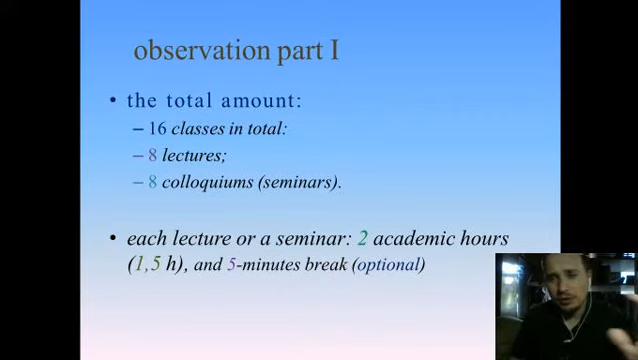 observation part I
• the total amount:
– 16 classes in total:
– 8 lectures;
– 8 colloquiums (seminars).
• each lecture or a seminar: 2 academic hours
(1,5 h), and 5-minutes break (optional)